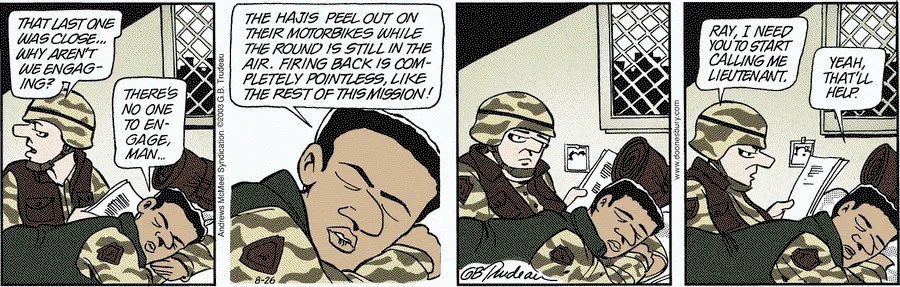 THAT LAST ONE
WAS CLOSE...
WHY AREN'T
WE ENGAG-
ING?
THERE'S
NO ONE
TO EN-
GAGE,
MAN...
Andrews McMeel Syndication ©2003 G.B. Trudeau
THE HAJIS PEEL OUT ON
THEIR MOTORBIKES WHILE
THE ROUND IS STILL IN THE
AIR. FIRING BACK IS COM-
PLETELY POINTLESS, LIKE
THE REST OF THIS MISSION!
8-26
GB Trudeau
www.doonesbury.com
RAY, I NEED
YOU TO START
CALLING ME
LIEUTENANT.
YEAH,
THAT'LL
HELP.